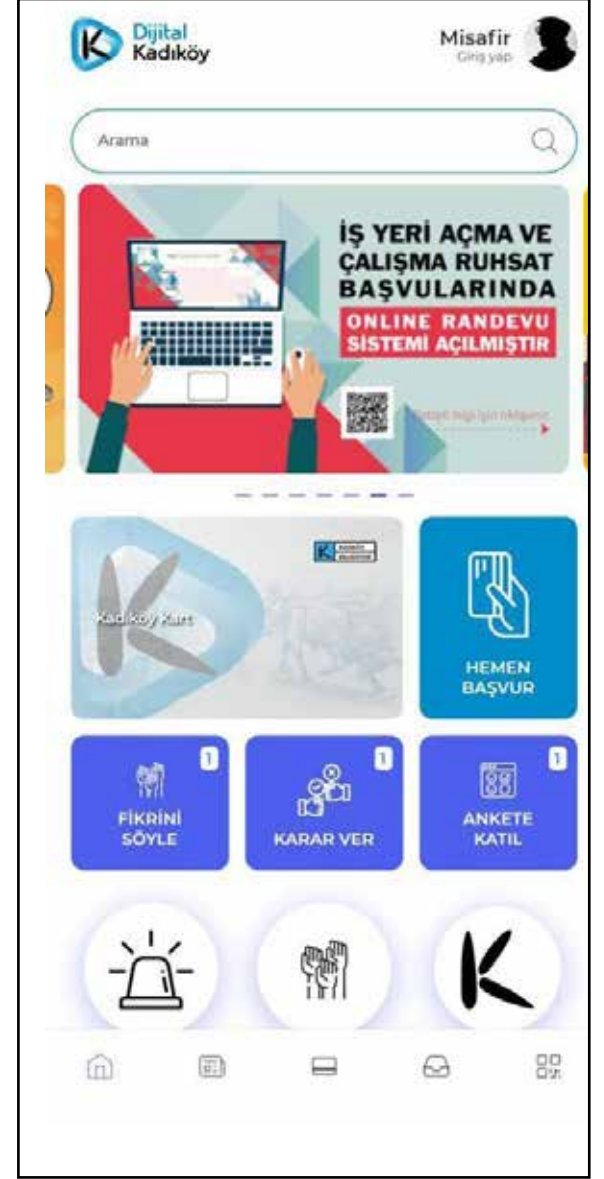 Dijital
Kadıköy
Misafir
Giriş yap
Arama
İŞ YERİ AÇMA VE
ÇALIŞMA RUHSAT
BAŞVULARINDA
ONLINE RANDEVU
SİSTEMİ AÇILMIŞTIR
Kadıköy Kart
K
HEMEN
BAŞVUR
1
FİKRİNİ
SÖYLE
1
KARAR VER
1
ANKETE
KATIL